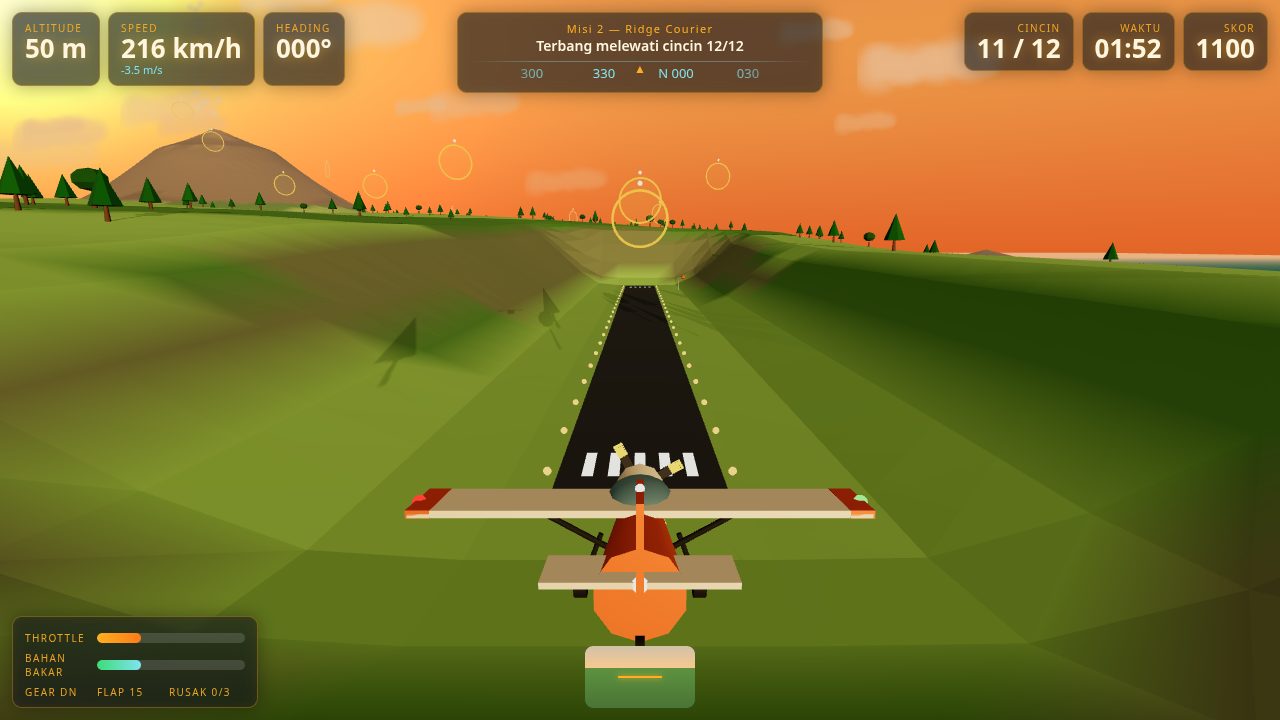 ALTITUDE
50 m
SPEED
216 km/h
-3.5 m/s
HEADING
000°
Misi 2 — Ridge Courier
Terbang melewati cincin 12/12
300 330 ▲ N 000 030
CINCIN
11 / 12
WAKTU
01:52
SKOR
1100
THROTTLE
BAHAN
BAKAR
GEAR DN FLAP 15 RUSAK 0/3